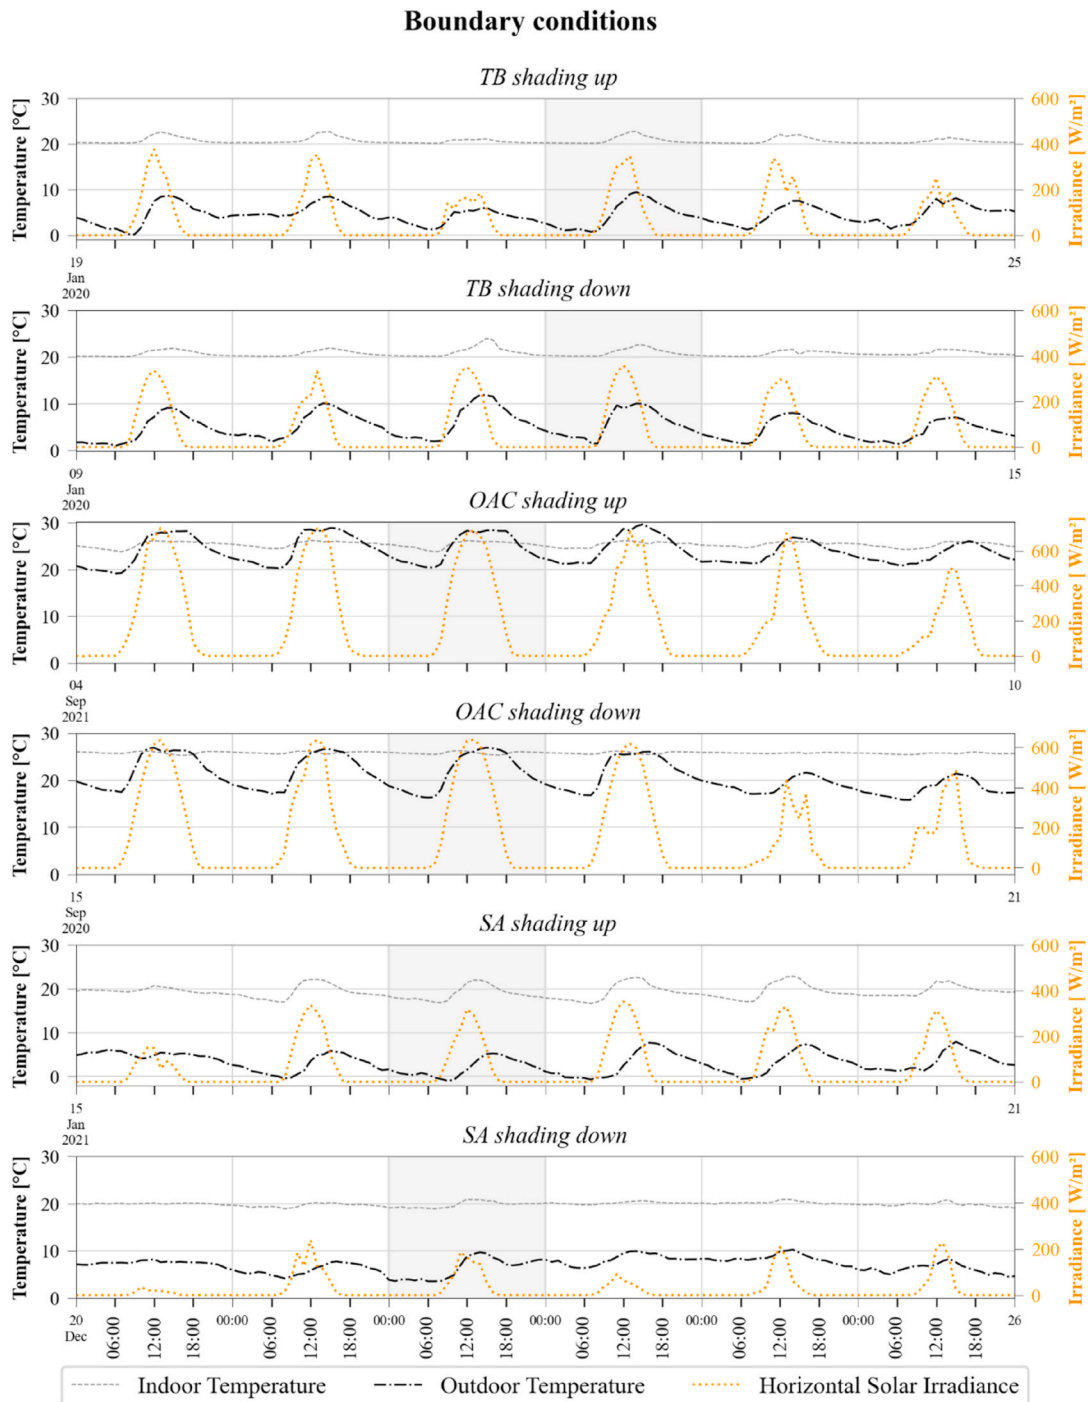 Boundary conditions
TB shading up
Temperature [°C]
30
20
10
0
600
400
200
0
Irradiance [ W/m²]
19
Jan
2020
25
TB shading down
Temperature [°C]
30
20
10
0
600
400
200
0
Irradiance [ W/m²]
09
Jan
2020
15
OAC shading up
Temperature [°C]
30
20
10
0
600
400
200
0
Irradiance [ W/m²]
04
Sep
2021
10
OAC shading down
Temperature [°C]
30
20
10
0
600
400
200
0
Irradiance [ W/m²]
15
Sep
2020
21
SA shading up
Temperature [°C]
30
20
10
0
600
400
200
0
Irradiance [ W/m²]
15
Jan
2021
21
SA shading down
Temperature [°C]
30
20
10
0
600
400
200
0
Irradiance [ W/m²]
20
Dec
06:00 12:00 18:00 00:00 06:00 12:00 18:00 00:00 06:00 12:00 18:00 00:00 06:00 12:00 18:00 00:00 06:00 12:00 18:00 00:00 06:00 12:00 18:00 26
Indoor Temperature Outdoor Temperature Horizontal Solar Irradiance